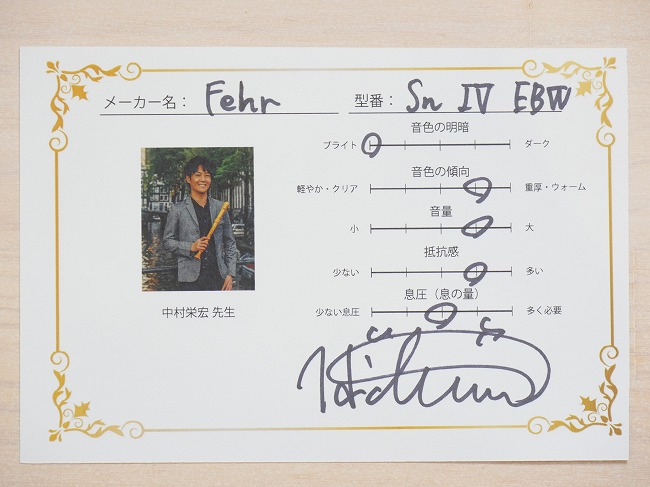 メーカー名： Fehr 型番： Sn IV EBW
音色の明暗
ブライト ダーク
音色の傾向
軽やか・クリア 重厚・ウォーム
音量
小 大
抵抗感
少ない 多い
息圧（息の量）
少ない息圧 多く必要
中村栄宏 先生